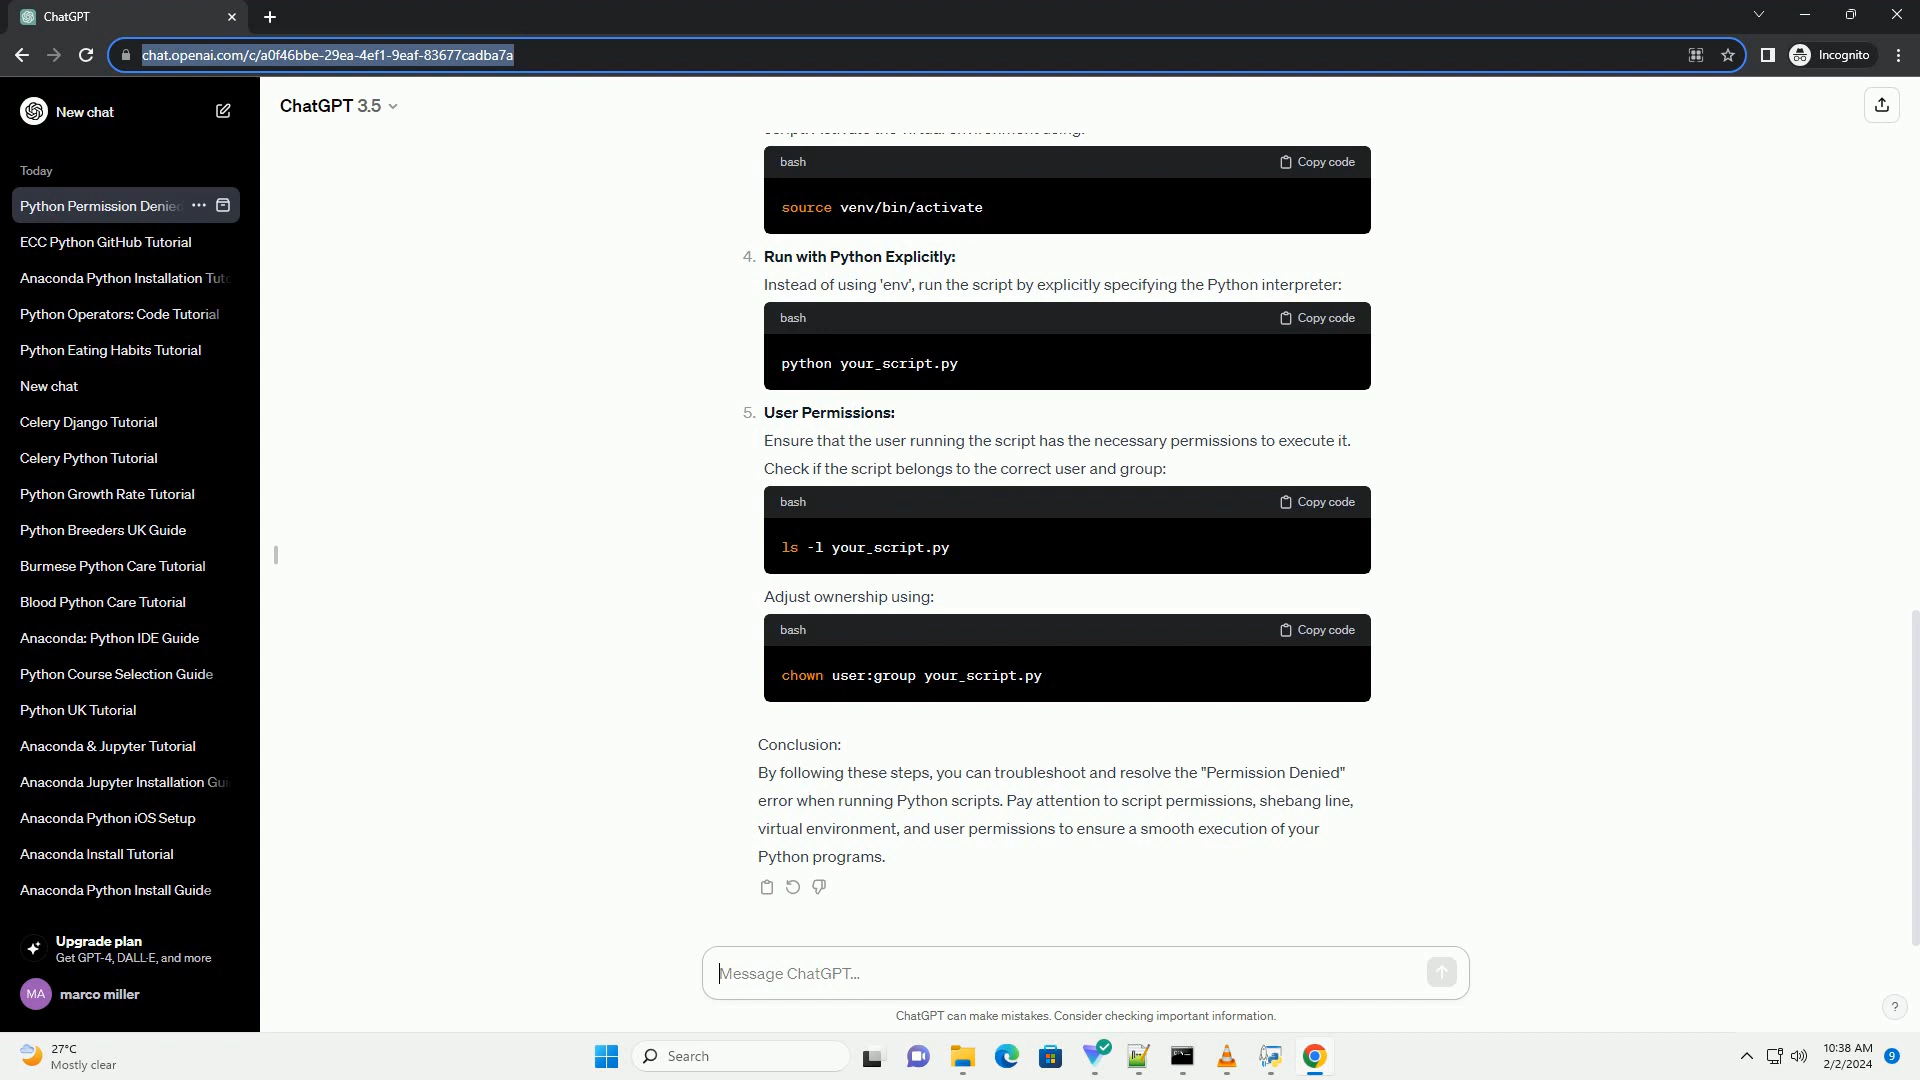 ChatGPT
chat.openai.com/c/a0f46bbe-29ea-4ef1-9eaf-83677cadba7a
Incognito
New chat
Today
Python Permission Denied
ECC Python GitHub Tutorial
Anaconda Python Installation Tuto
Python Operators: Code Tutorial
Python Eating Habits Tutorial
New chat
Celery Django Tutorial
Celery Python Tutorial
Python Growth Rate Tutorial
Python Breeders UK Guide
Burmese Python Care Tutorial
Blood Python Care Tutorial
Anaconda: Python IDE Guide
Python Course Selection Guide
Python UK Tutorial
Anaconda & Jupyter Tutorial
Anaconda Jupyter Installation Gui
Anaconda Python iOS Setup
Anaconda Install Tutorial
Anaconda Python Install Guide
Upgrade plan
Get GPT-4, DALL·E, and more
MA marco miller
ChatGPT 3.5
bash Copy code
source venv/bin/activate
4. Run with Python Explicitly:
Instead of using 'env', run the script by explicitly specifying the Python interpreter:
bash Copy code
python your_script.py
5. User Permissions:
Ensure that the user running the script has the necessary permissions to execute it.
Check if the script belongs to the correct user and group:
bash Copy code
ls -l your_script.py
Adjust ownership using:
bash Copy code
chown user:group your_script.py
Conclusion:
By following these steps, you can troubleshoot and resolve the "Permission Denied"
error when running Python scripts. Pay attention to script permissions, shebang line,
virtual environment, and user permissions to ensure a smooth execution of your
Python programs.
Message ChatGPT...
ChatGPT can make mistakes. Consider checking important information.
?
27°C
Mostly clear
Search
10:38 AM
2/2/2024
9